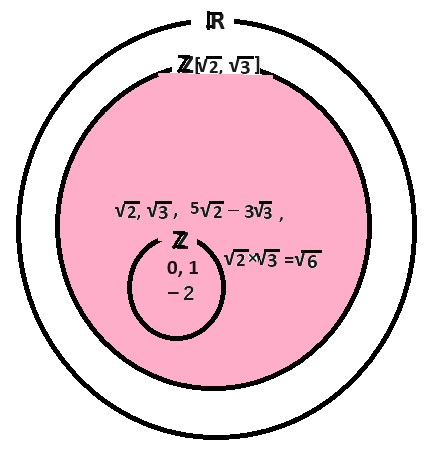 ℝ
ℤ[√2, √3]
√2, √3, 5√2 − 3√3,
ℤ
√2×√3 =√6
0, 1
−2